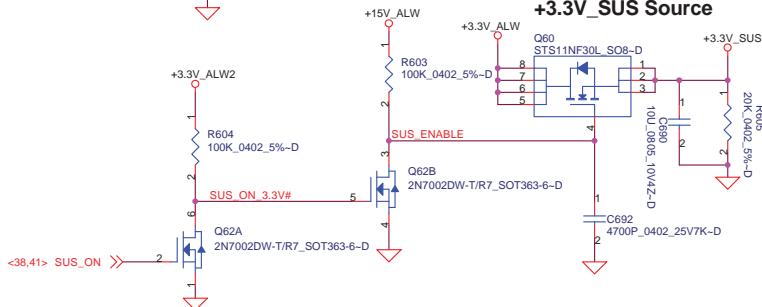 +3.3V_SUS Source
+15V_ALW
+3.3V_ALW
+3.3V_SUS
Q60
STS11NF30L_SO8~D
8
7
6
5
1
2
3
4
1
R603
100K_0402_5%~D
2
+3.3V_ALW2
1
R604
100K_0402_5%~D
2
SUS_ENABLE
1
C690
10U_0805_10V4Z~D
2
1
R605
20K_0402_5%~D
2
SUS_ON_3.3V#
3
Q62B
5
2N7002DW-T/R7_SOT363-6~D
4
6
Q62A
2N7002DW-T/R7_SOT363-6~D
1
C692
4700P_0402_25V7K~D
2
<38,41> SUS_ON
2
1